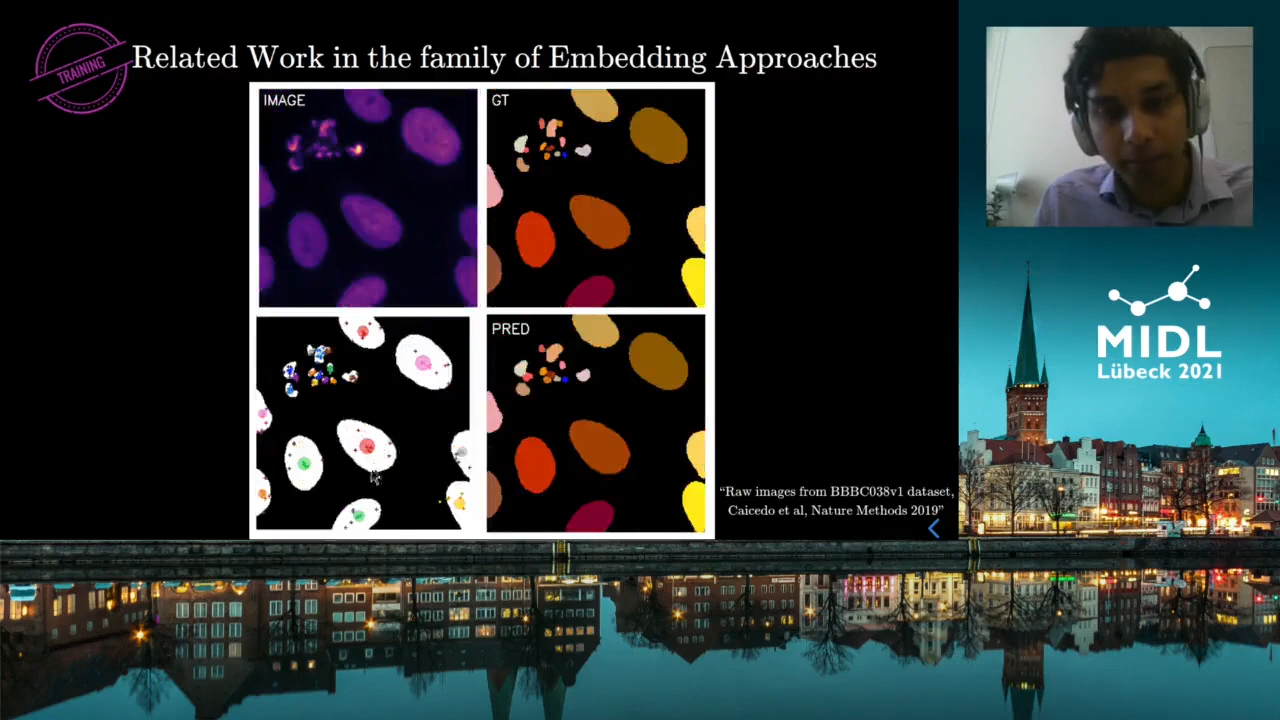 TRAINING
Related Work in the family of Embedding Approaches
IMAGE
GT
PRED
“Raw images from BBBC038v1 dataset,
Caicedo et al, Nature Methods 2019”
MIDL
Lübeck 2021